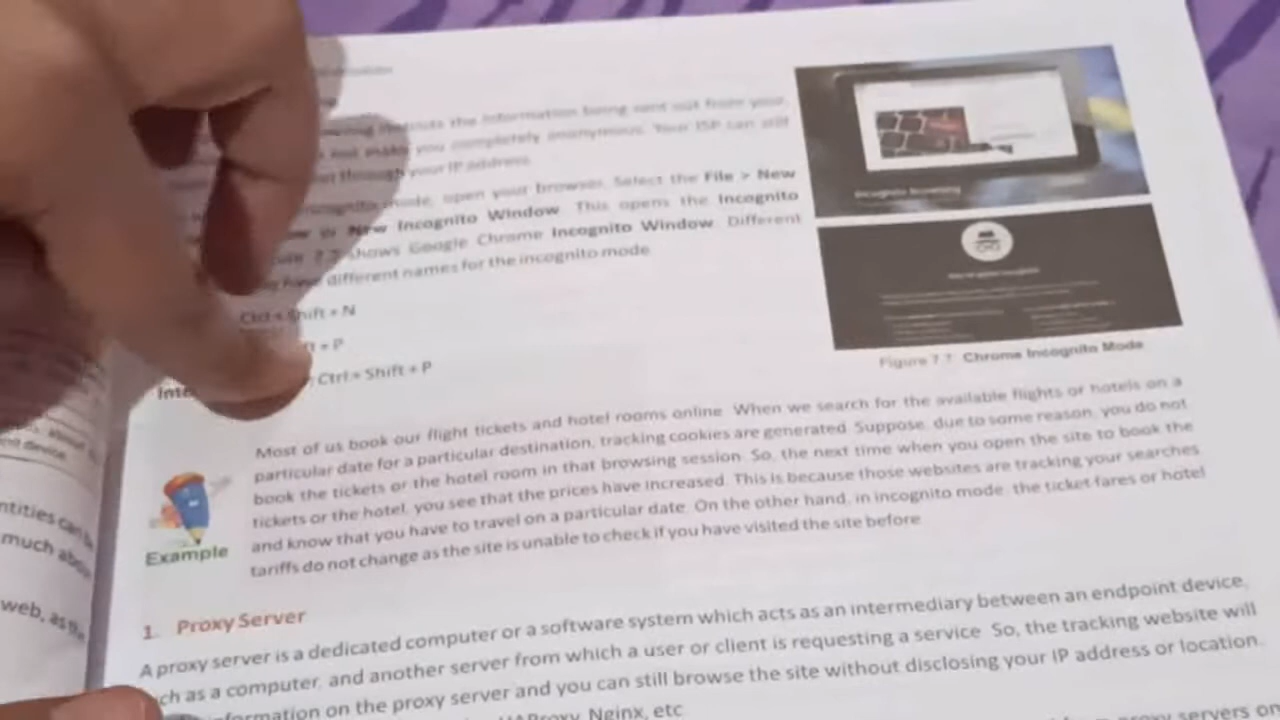 the information being sent out from your
not make you completely anonymous. Your ISP can still
through your IP address.
mode, open your browser. Select the File > New
or New Incognito Window. This opens the Incognito
7.7 shows Google Chrome Incognito Window. Different
have different names for the incognito mode
Ctrl + Shift + N
+ P
Ctrl + Shift + P
Incognito Browsing
Figure 7.7: Chrome Incognito Mode
Most of us book our flight tickets and hotel rooms online. When we search for the available flights or hotels on a
particular date for a particular destination, tracking cookies are generated. Suppose, due to some reason, you do not
book the tickets or the hotel room in that browsing session. So, the next time when you open the site to book the
tickets or the hotel, you see that the prices have increased. This is because those websites are tracking your searches
and know that you have to travel on a particular date. On the other hand, in incognito mode, the ticket fares or hotel
tariffs do not change as the site is unable to check if you have visited the site before.
Example
1. Proxy Server
A proxy server is a dedicated computer or a software system which acts as an intermediary between an endpoint device,
such as a computer, and another server from which a user or client is requesting a service. So, the tracking website will
information on the proxy server and you can still browse the site without disclosing your IP address or location.
HAProxy, Nginx, etc
proxy servers on
device
ntities can be
much about
web, as the